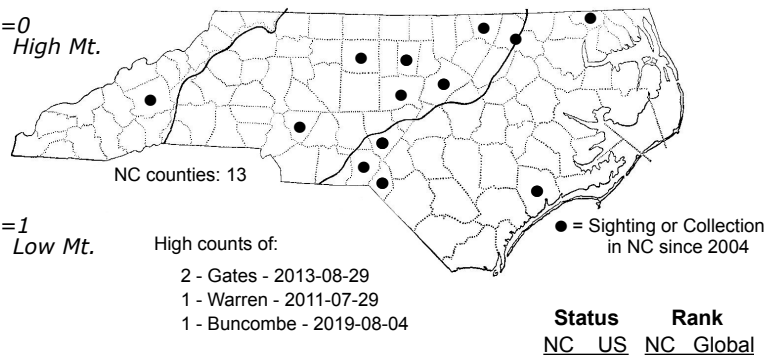 =0
High Mt.
NC counties: 13
=1
Low Mt.
High counts of:
2 - Gates - 2013-08-29
1 - Warren - 2011-07-29
1 - Buncombe - 2019-08-04
● = Sighting or Collection
in NC since 2004
Status Rank
NC US NC Global